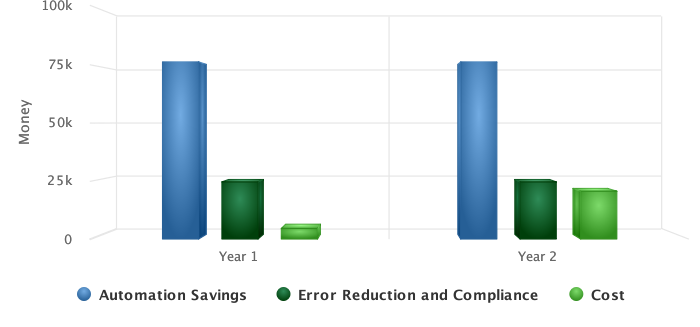 100k
75k
50k
25k
0
Money
Year 1
Year 2
Automation Savings
Error Reduction and Compliance
Cost